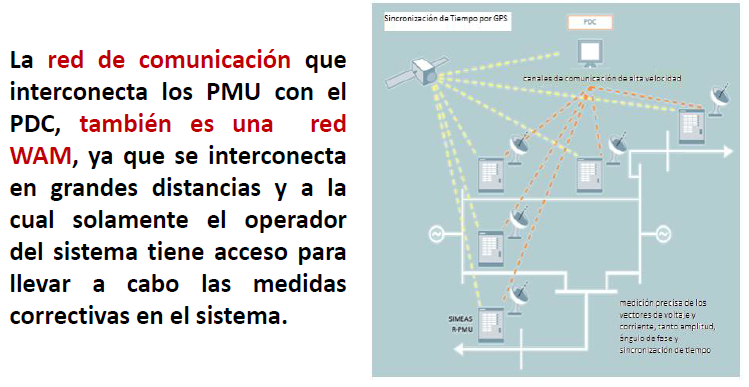 La red de comunicación que
interconecta los PMU con el
PDC, también es una red
WAM, ya que se interconecta
en grandes distancias y a la
cual solamente el operador
del sistema tiene acceso para
llevar a cabo las medidas
correctivas en el sistema.
Sincronización de Tiempo por GPS
PDC
canales de comunicación de alta velocidad
SIMEAS
R-PMU
medición precisa de los
vectores de voltaje y
corriente, tanto amplitud,
ángulo de fase y
sincronización de tiempo